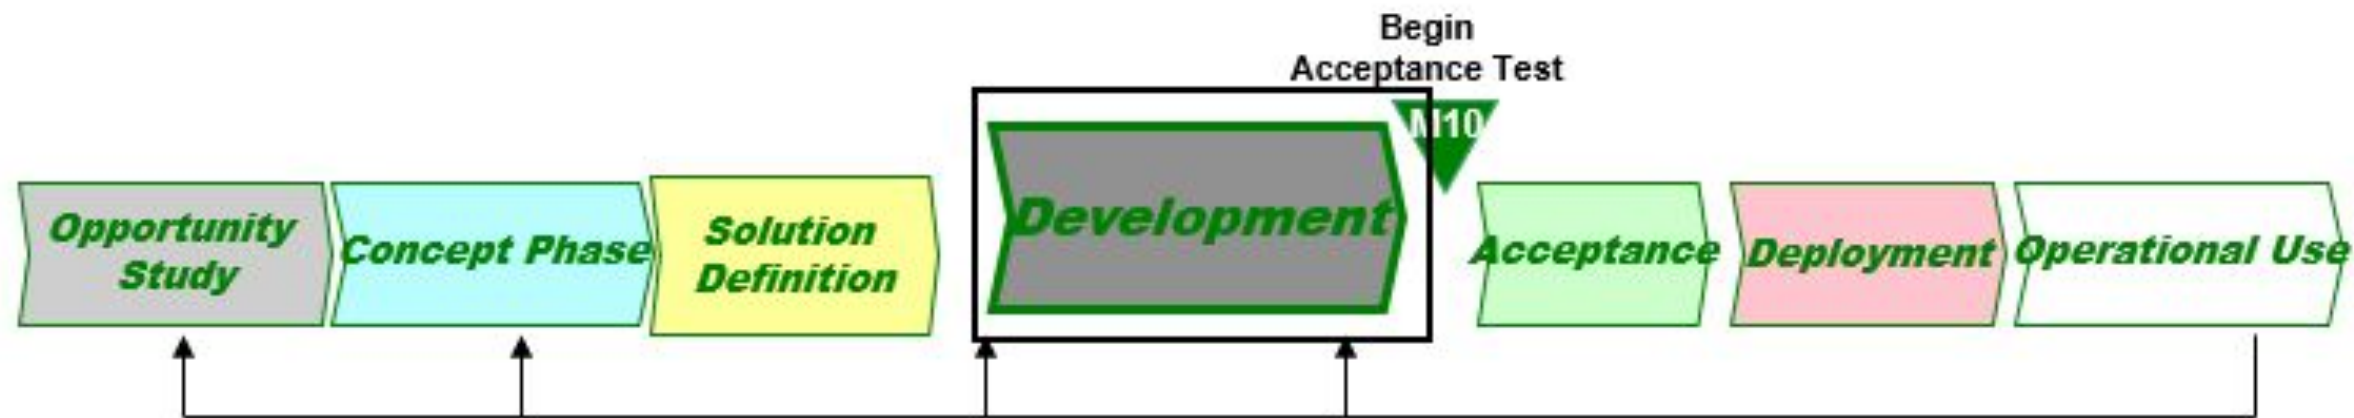 Begin
Acceptance Test
M10
Opportunity
Study
Concept Phase
Solution
Definition
Development
Acceptance
Deployment
Operational Use